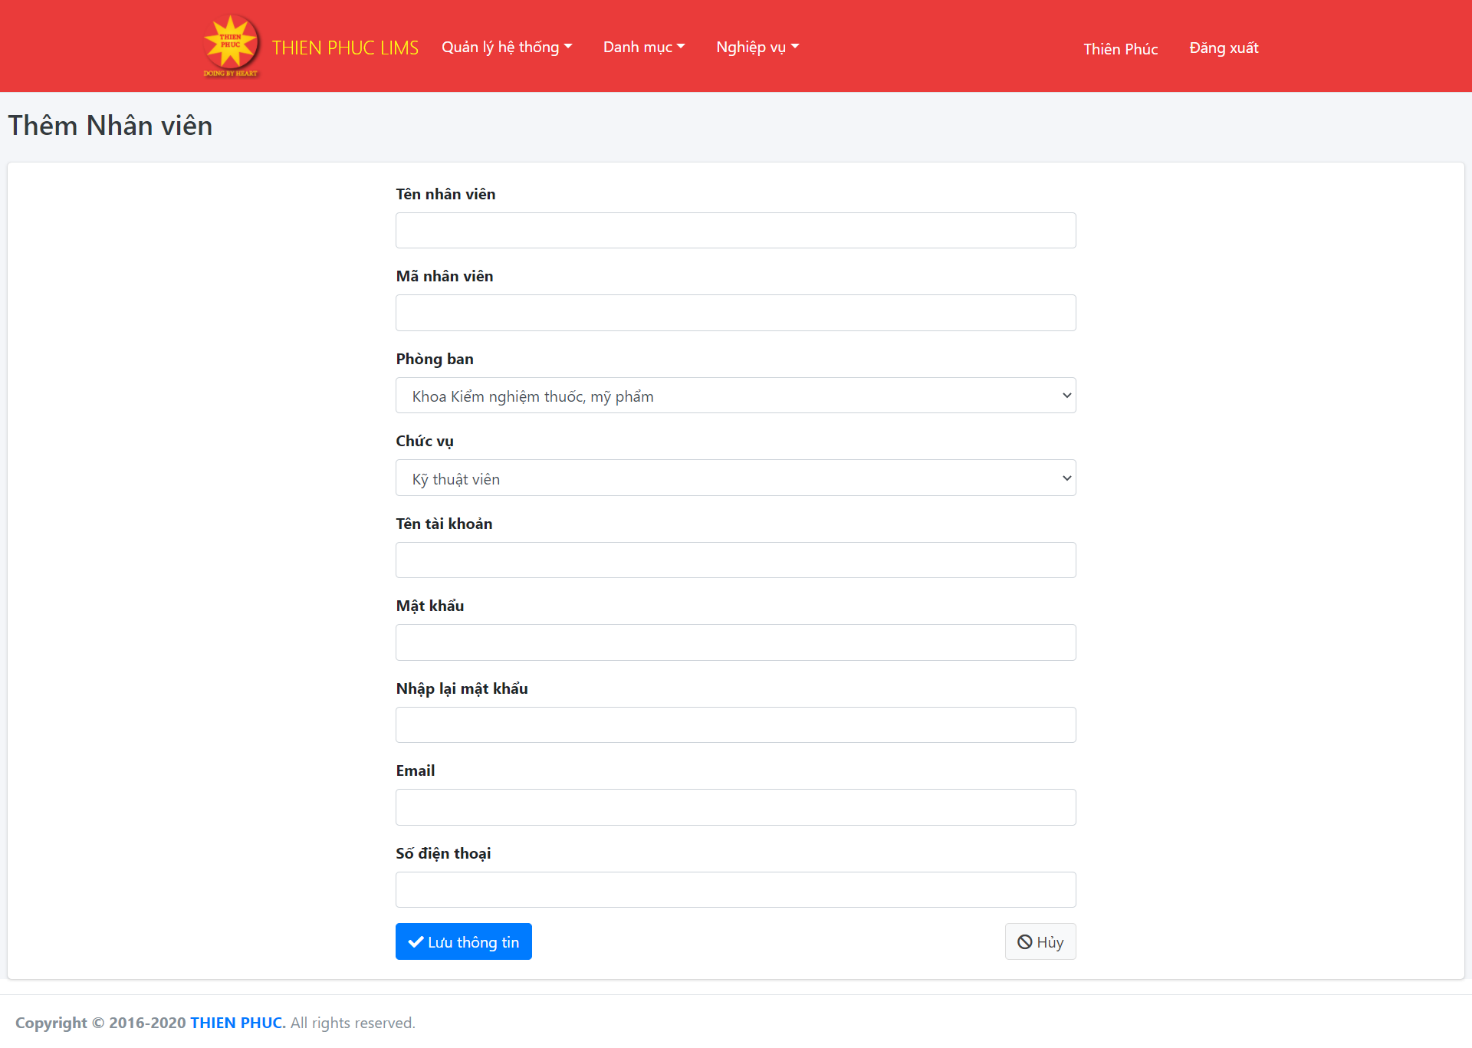 THIEN
PHUC
DOING BY HEART
THIEN PHUC LIMS
Quản lý hệ thống
Danh mục
Nghiệp vụ
Thiên Phúc
Đăng xuất
Thêm Nhân viên
Tên nhân viên
Mã nhân viên
Phòng ban
Khoa Kiểm nghiệm thuốc, mỹ phẩm
Chức vụ
Kỹ thuật viên
Tên tài khoản
Mật khẩu
Nhập lại mật khẩu
Email
Số điện thoại
Lưu thông tin
Hủy
Copyright © 2016-2020 THIEN PHUC. All rights reserved.